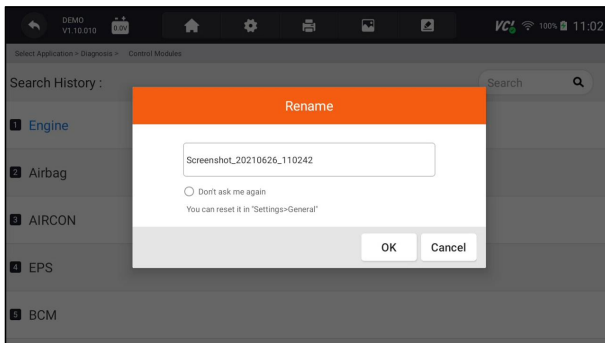 DEMO
V1.10.010
0.0V
VCI
100%
11:02
Select Application > Diagnosis > Control Modules
Search History :
Search
Rename
1 Engine
Screenshot_20210626_110242
2 Airbag
Don't ask me again
You can reset it in "Settings>General"
3 AIRCON
OK
Cancel
4 EPS
5 BCM